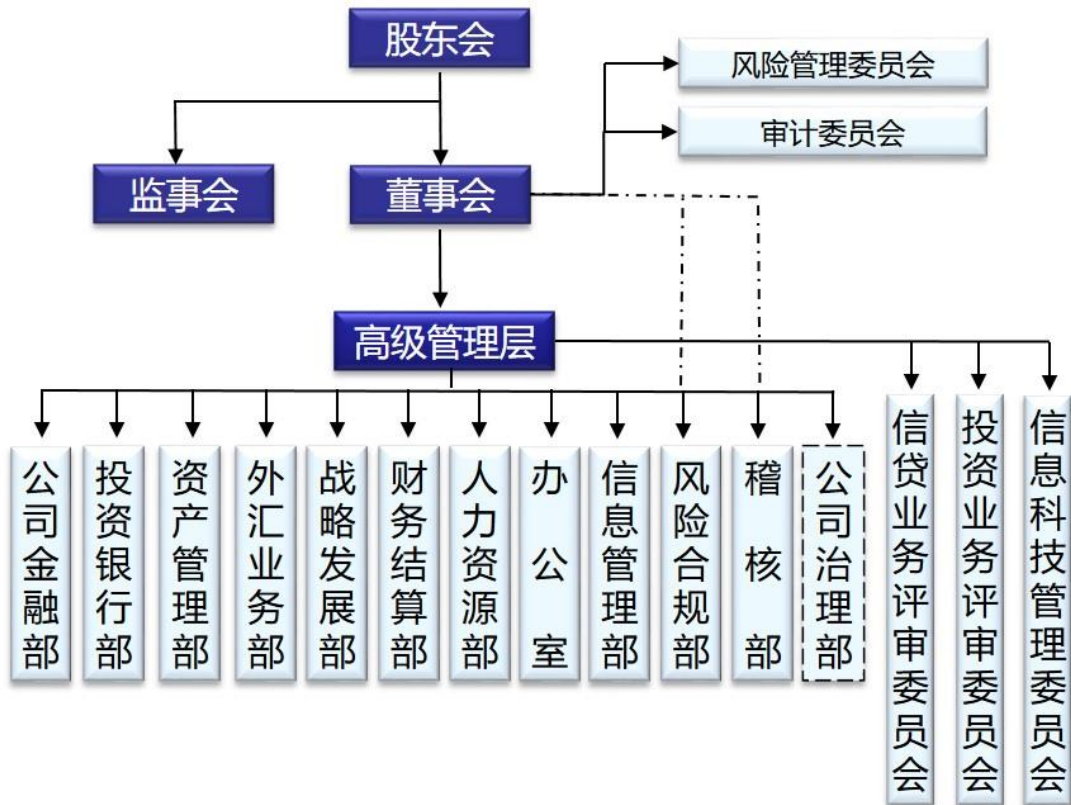 股东会
风险管理委员会
审计委员会
监事会
董事会
高级管理层
公司金融部
投资银行部
资产管理部
外汇业务部
战略发展部
财务结算部
人力资源部
办公室
信息管理部
风险合规部
稽核部
公司治理部
信贷业务评审委员会
投资业务评审委员会
信息科技管理委员会